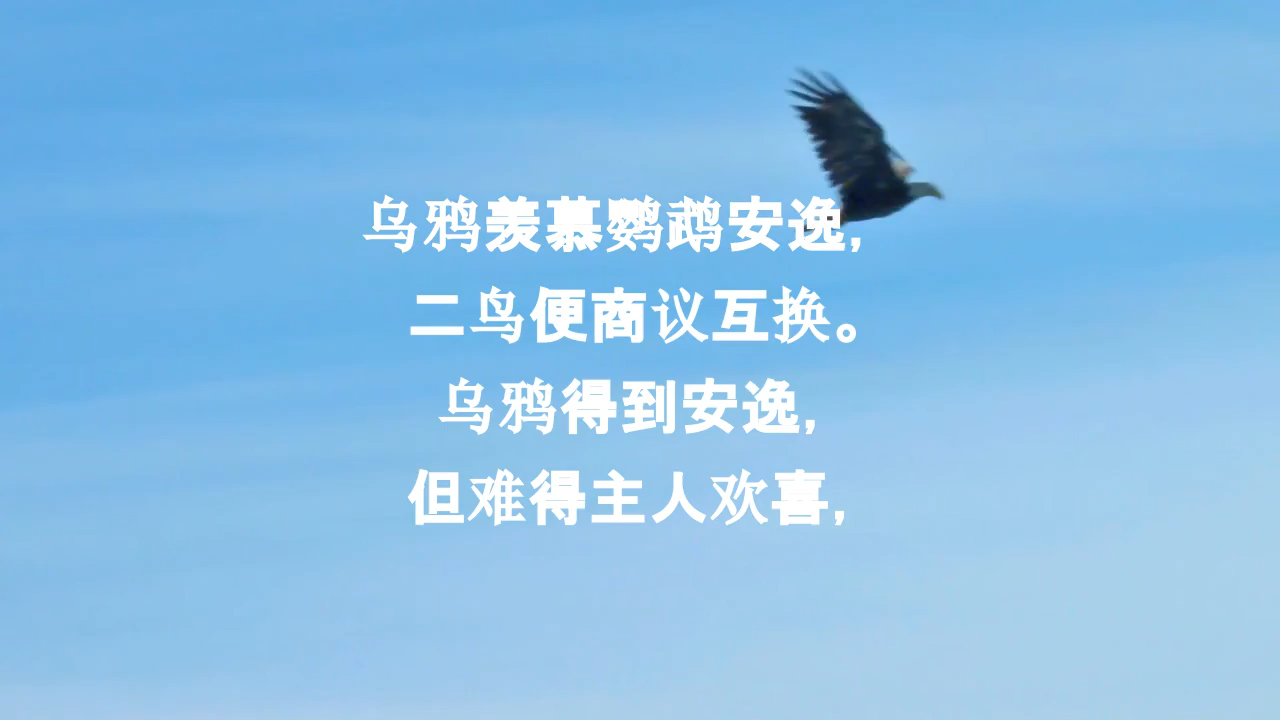 乌鸦羡慕鹦鹉安逸,
二鸟便商议互换。
乌鸦得到安逸,
但难得主人欢喜,